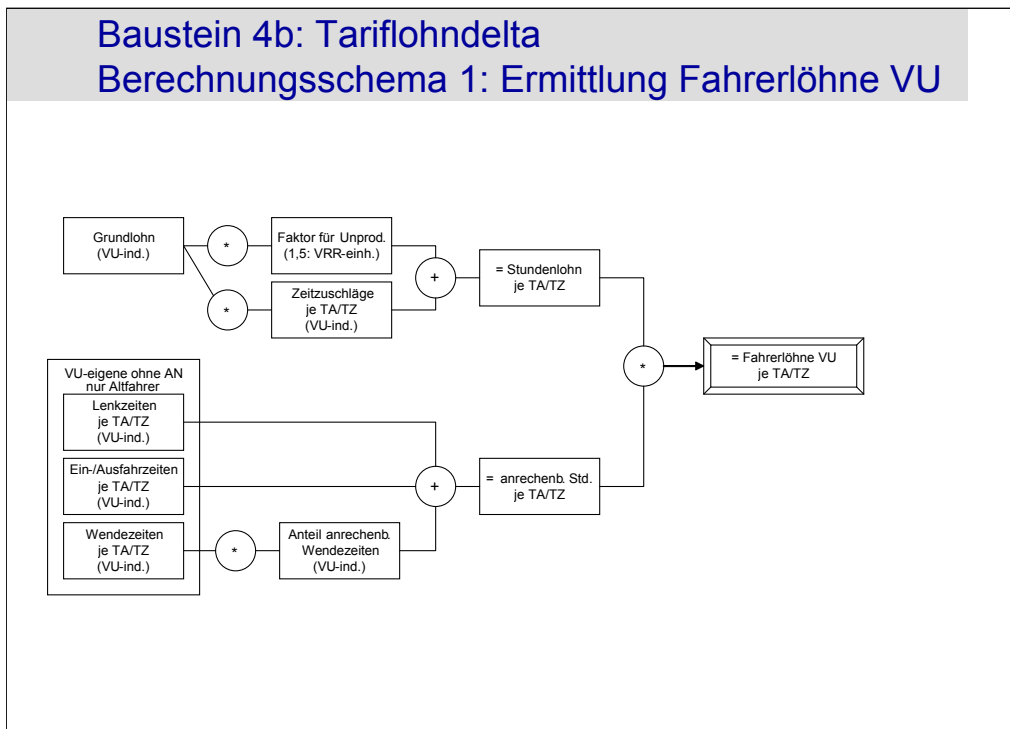 Baustein 4b: Tariflohndelta
Berechnungsschema 1: Ermittlung Fahrerlöhne VU
Grundlohn
(VU-ind.)
*
Faktor für Unprod.
(1,5: VRR-einh.)
*
Zeitzuschläge
je TA/TZ
(VU-ind.)
+
= Stundenlohn
je TA/TZ
*
= Fahrerlöhne VU
je TA/TZ
VU-eigene ohne AN
nur Altfahrer
Lenkzeiten
je TA/TZ
(VU-ind.)
Ein-/Ausfahrzeiten
je TA/TZ
(VU-ind.)
Wendezeiten
je TA/TZ
(VU-ind.)
*
Anteil anrechenb.
Wendezeiten
(VU-ind.)
+
= anrechenb. Std.
je TA/TZ